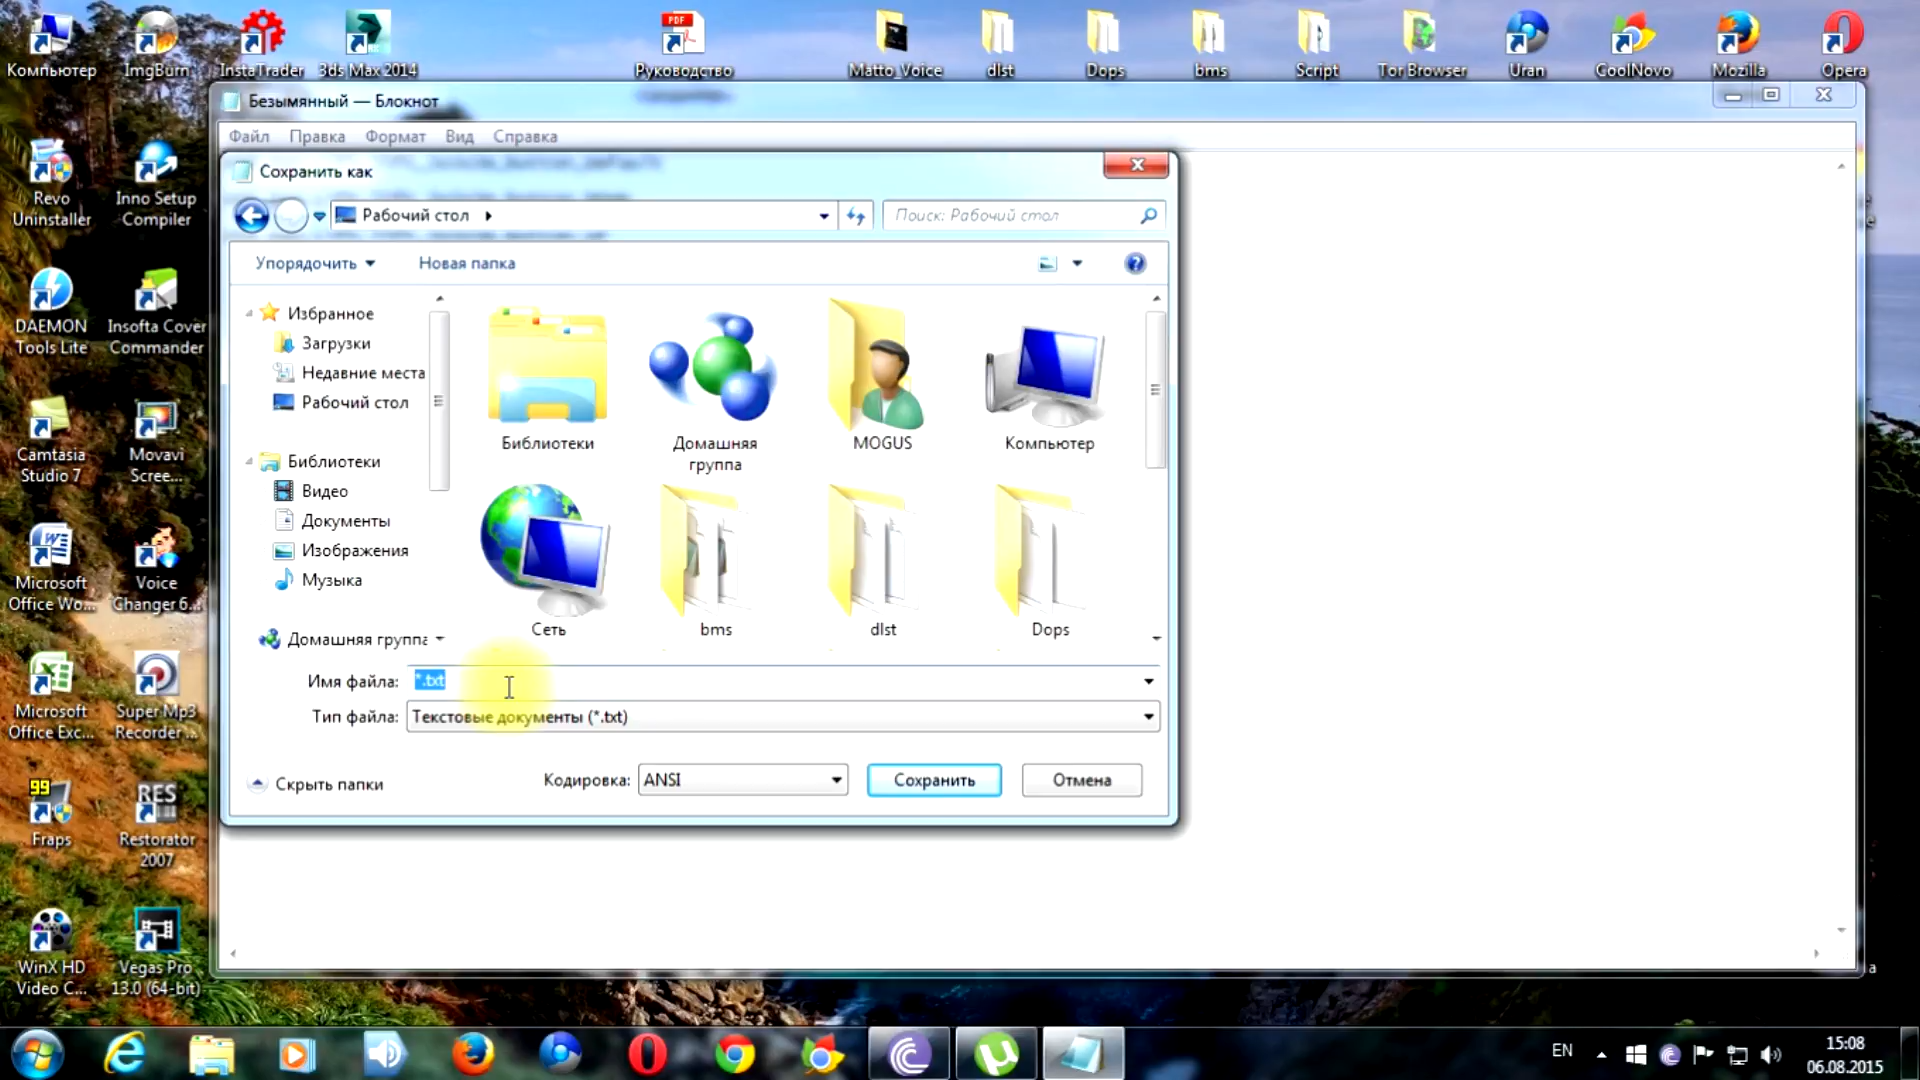 Компьютер
ImgBurn
InstaTrader
3ds Max 2014
PDF
Руководство
Matto_Voice
dlst
Dops
bms
Script
Tor Browser
Uran
CoolNovo
Mozilla
Opera
Безымянный — Блокнот
Файл Правка Формат Вид Справка
Сохранить как
Рабочий стол
Поиск: Рабочий стол
Упорядочить
Новая папка
Избранное
Загрузки
Недавние места
Рабочий стол
Библиотеки
Видео
Документы
Изображения
Музыка
Домашняя группа
Библиотеки
Домашняя
группа
MOGUS
Компьютер
Сеть
bms
dlst
Dops
Имя файла: *.txt
Тип файла: Текстовые документы (*.txt)
Скрыть папки
Кодировка: ANSI
Сохранить
Отмена
Revo
Uninstaller
Inno Setup
Compiler
DAEMON
Tools Lite
Insofta Cover
Commander
Camtasia
Studio 7
Movavi
Scree...
Microsoft
Office Wo...
Voice
Changer 6...
Microsoft
Office Exc...
Super Mp3
Recorder ...
99
Fraps
RES
Restorator
2007
WinX HD
Video C...
Vegas Pro
13.0 (64-bit)
EN
15:08
06.08.2015